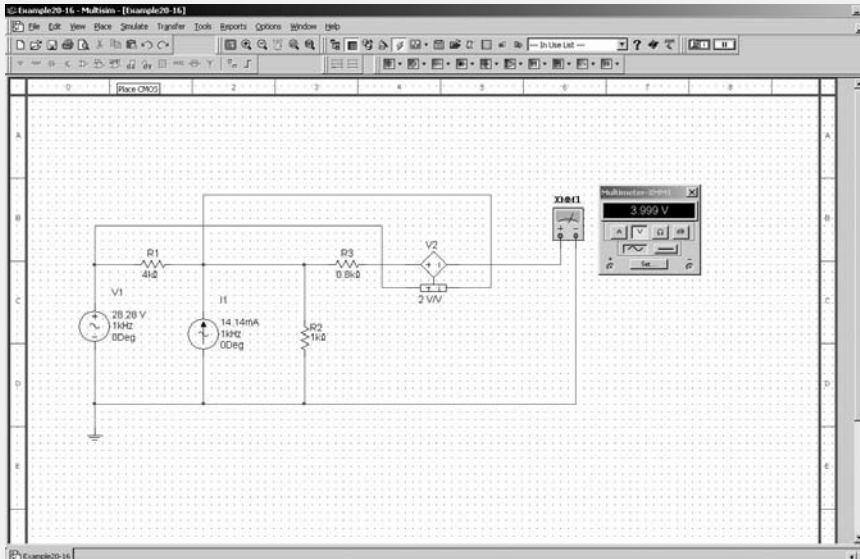 Example20-16 - Multisim - [Example20-16]
File Edit View Place Simulate Transfer Tools Reports Options Window Help
--- In Use List ---
0 Place CMOS 2 3 4 5 6 7 8
A A
B B
C C
D D
E E
XMM1
Multimeter-XMM1
3.999 V
A V Ω dB
Set...
R1
4kΩ
R3
0.8kΩ
V2
2 V/V
V1
28.28 V
1kHz
0Deg
I1
14.14mA
1kHz
0Deg
R2
1kΩ
Example20-16